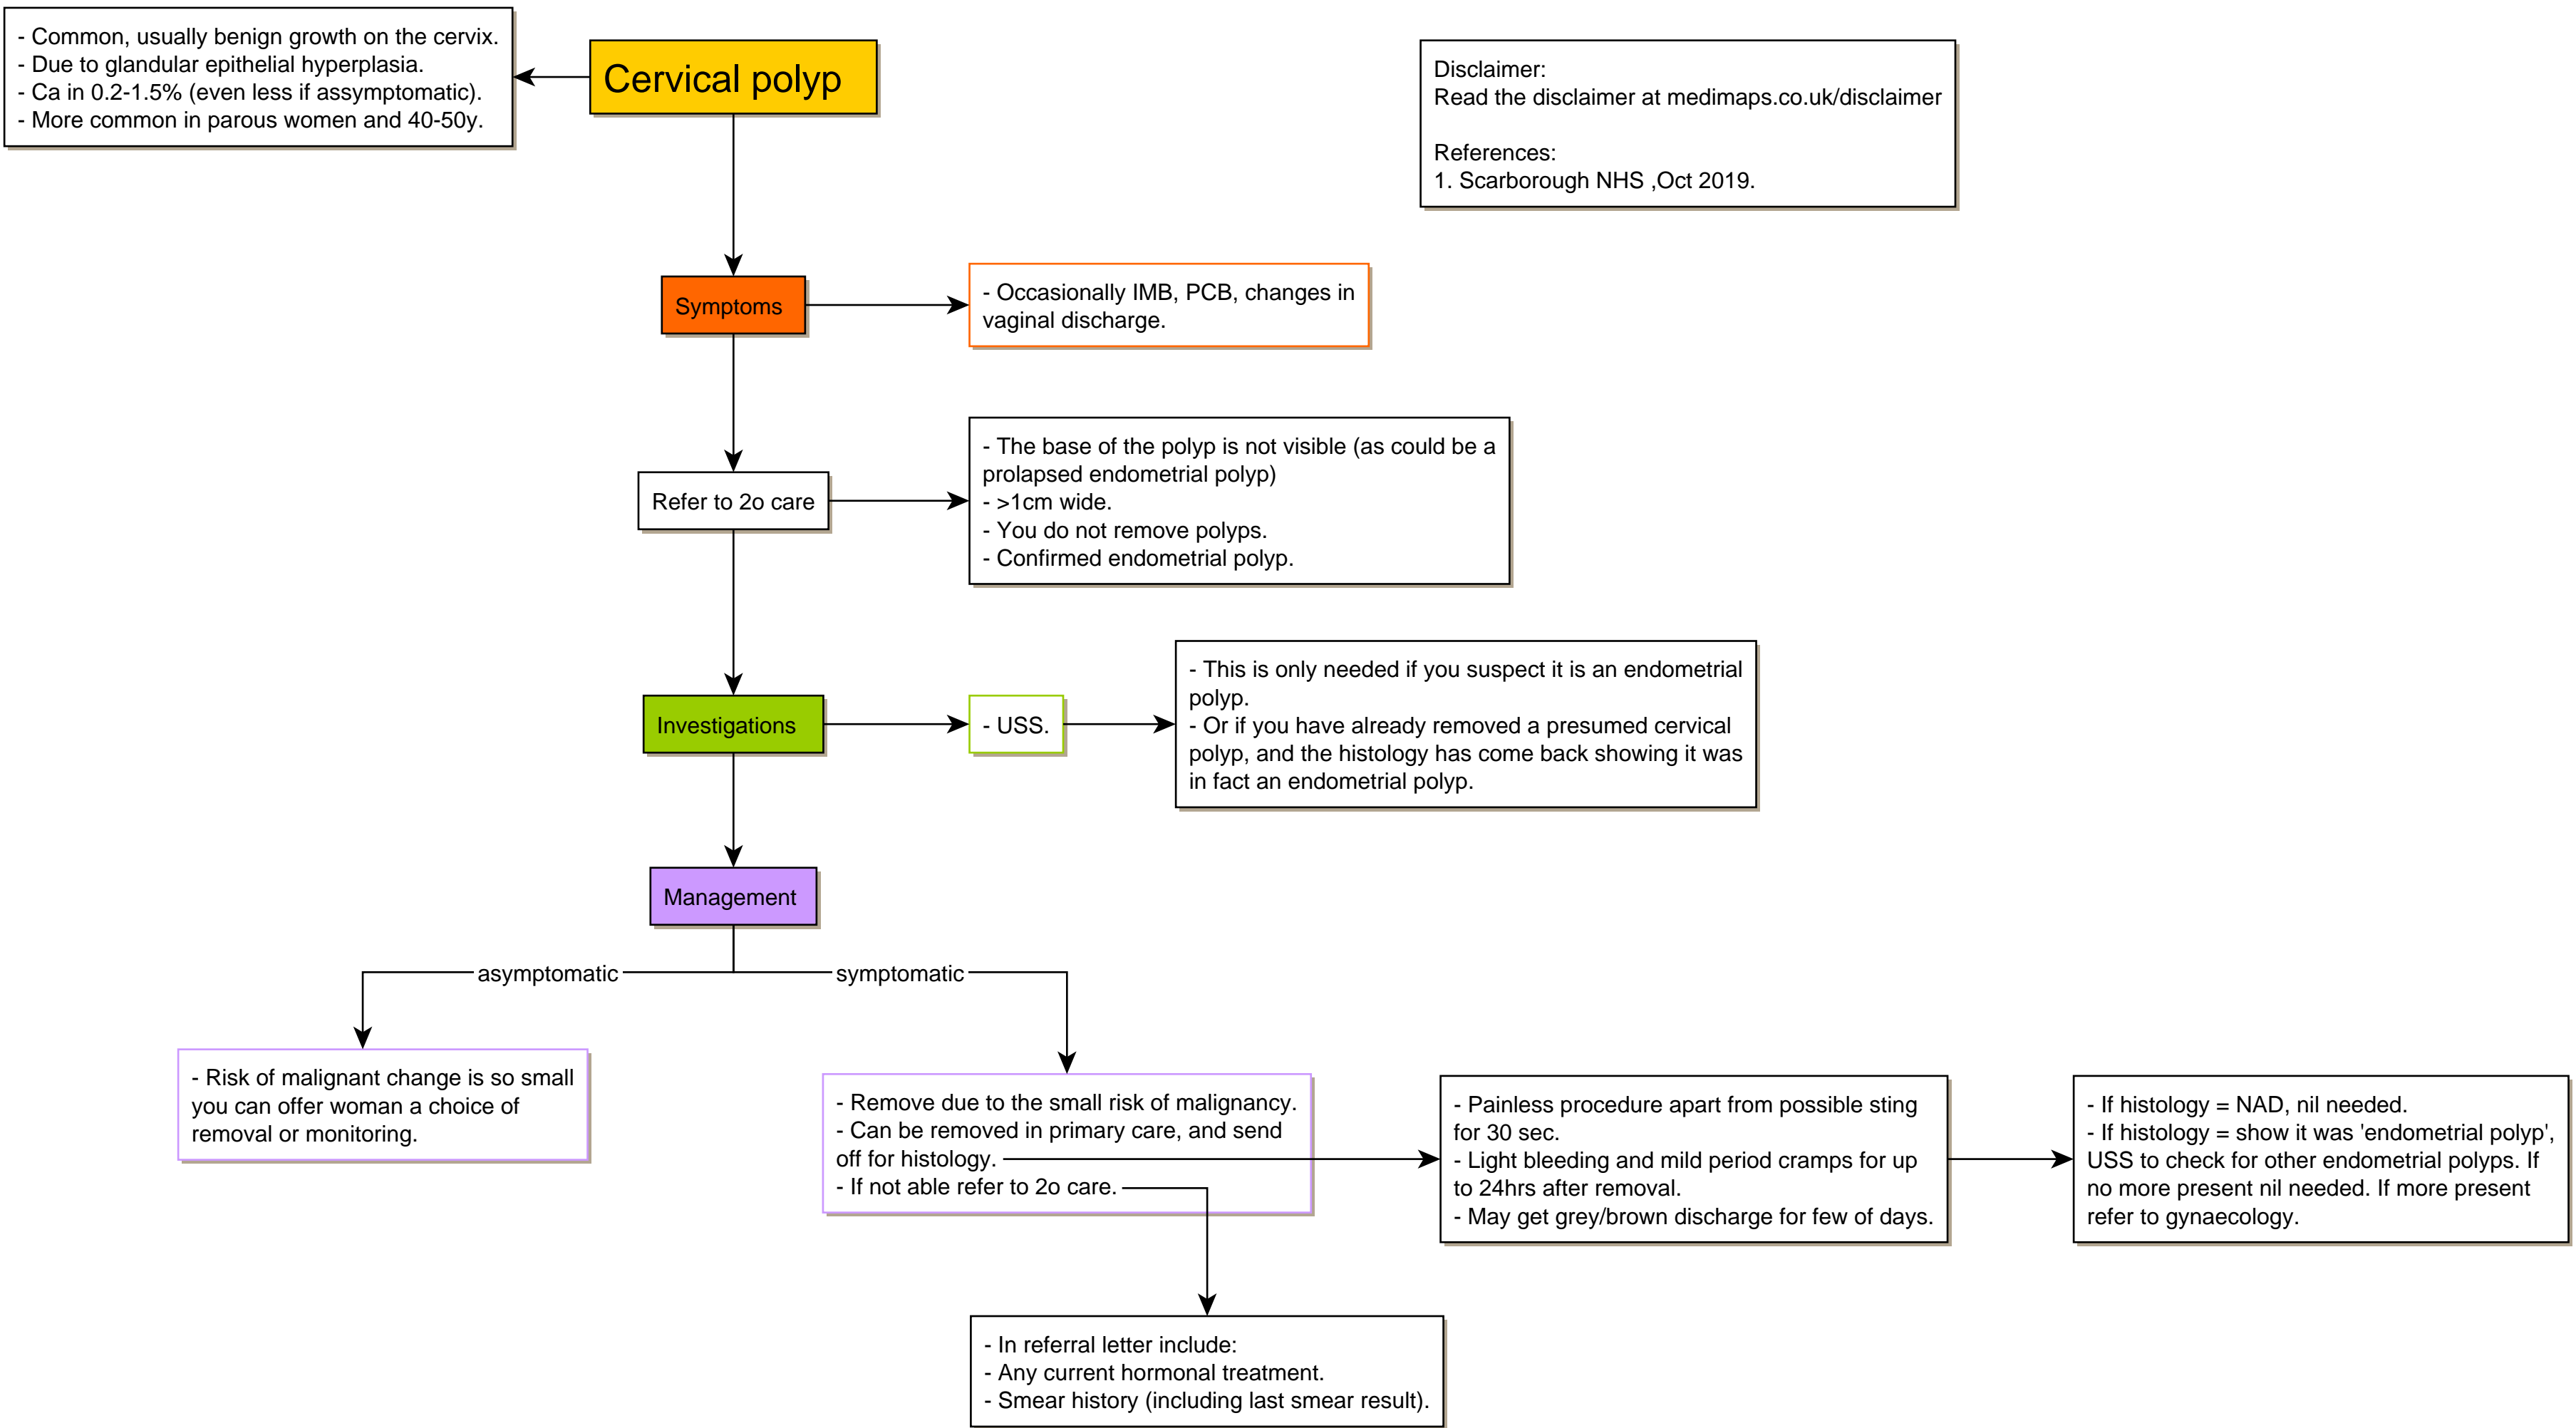 - Common, usually benign growth on the cervix.
- Due to glandular epithelial hyperplasia.
- Ca in 0.2-1.5% (even less if assymptomatic).
- More common in parous women and 40-50y.
Cervical polyp
Disclaimer:
Read the disclaimer at medimaps.co.uk/disclaimer
References:
1. Scarborough NHS ,Oct 2019.
Symptoms
- Occasionally IMB, PCB, changes in
vaginal discharge.
Refer to 2o care
- The base of the polyp is not visible (as could be a
prolapsed endometrial polyp)
- >1cm wide.
- You do not remove polyps.
- Confirmed endometrial polyp.
Investigations
- USS.
- This is only needed if you suspect it is an endometrial
polyp.
- Or if you have already removed a presumed cervical
polyp, and the histology has come back showing it was
in fact an endometrial polyp.
Management
asymptomatic
symptomatic
- Risk of malignant change is so small
you can offer woman a choice of
removal or monitoring.
- Remove due to the small risk of malignancy.
- Can be removed in primary care, and send
off for histology.
- If not able refer to 2o care.
- Painless procedure apart from possible sting
for 30 sec.
- Light bleeding and mild period cramps for up
to 24hrs after removal.
- May get grey/brown discharge for few of days.
- If histology = NAD, nil needed.
- If histology = show it was 'endometrial polyp',
USS to check for other endometrial polyps. If
no more present nil needed. If more present
refer to gynaecology.
- In referral letter include:
- Any current hormonal treatment.
- Smear history (including last smear result).